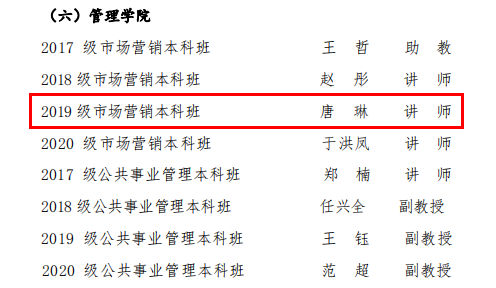 （六）管理学院
2017 级市场营销本科班 王 哲 助 教
2018 级市场营销本科班 赵 彤 讲 师
2019 级市场营销本科班 唐 琳 讲 师
2020 级市场营销本科班 于洪凤 讲 师
2017 级公共事业管理本科班 郑 楠 讲 师
2018 级公共事业管理本科班 任兴全 副教授
2019 级公共事业管理本科班 王 钰 副教授
2020 级公共事业管理本科班 范 超 副教授